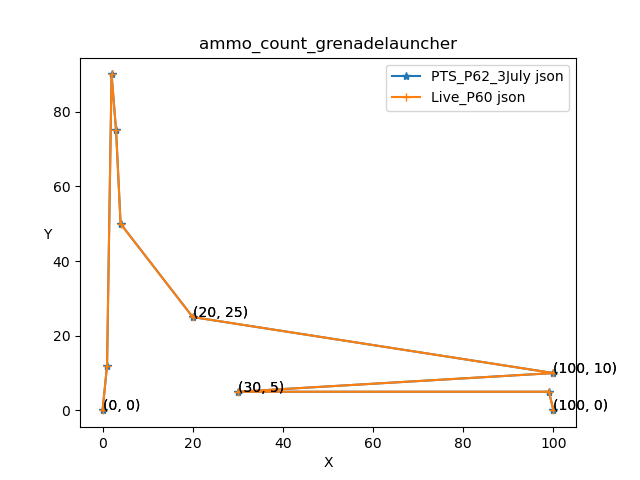 ammo_count_grenadelauncher
PTS_P62_3July json
Live_P60 json
80
60
Y
40
20
0
(20, 25)
(100, 10)
(30, 5)
(0, 0)
(100, 0)
0 20 40 60 80 100
X